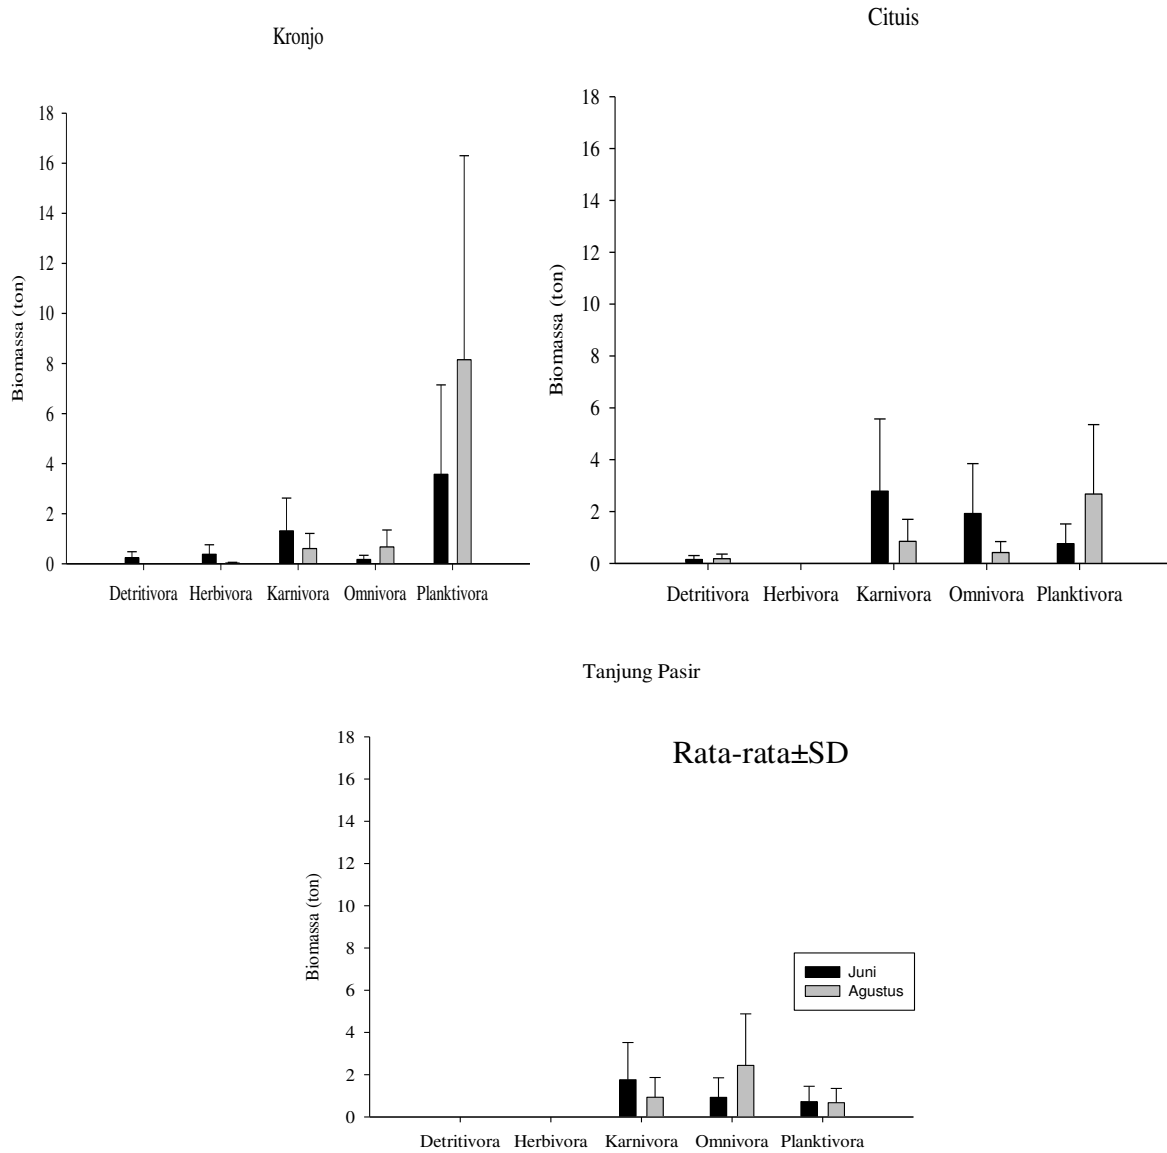 Kronjo
Biomassa (ton)
18
16
14
12
10
8
6
4
2
0
Detritivora Herbivora Karnivora Omnivora Planktivora
Cituis
Biomassa (ton)
18
16
14
12
10
8
6
4
2
0
Detritivora Herbivora Karnivora Omnivora Planktivora
Tanjung Pasir
Rata-rata±SD
Biomassa (ton)
18
16
14
12
10
8
6
4
2
0
Juni
Agustus
Detritivora Herbivora Karnivora Omnivora Planktivora